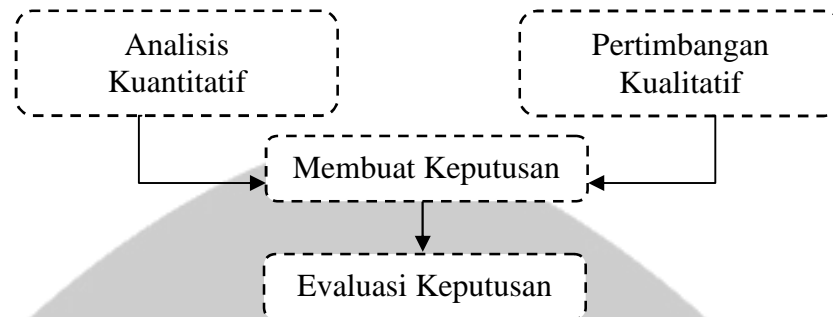 Analisis
Kuantitatif
Pertimbangan
Kualitatif
Membuat Keputusan
Evaluasi Keputusan